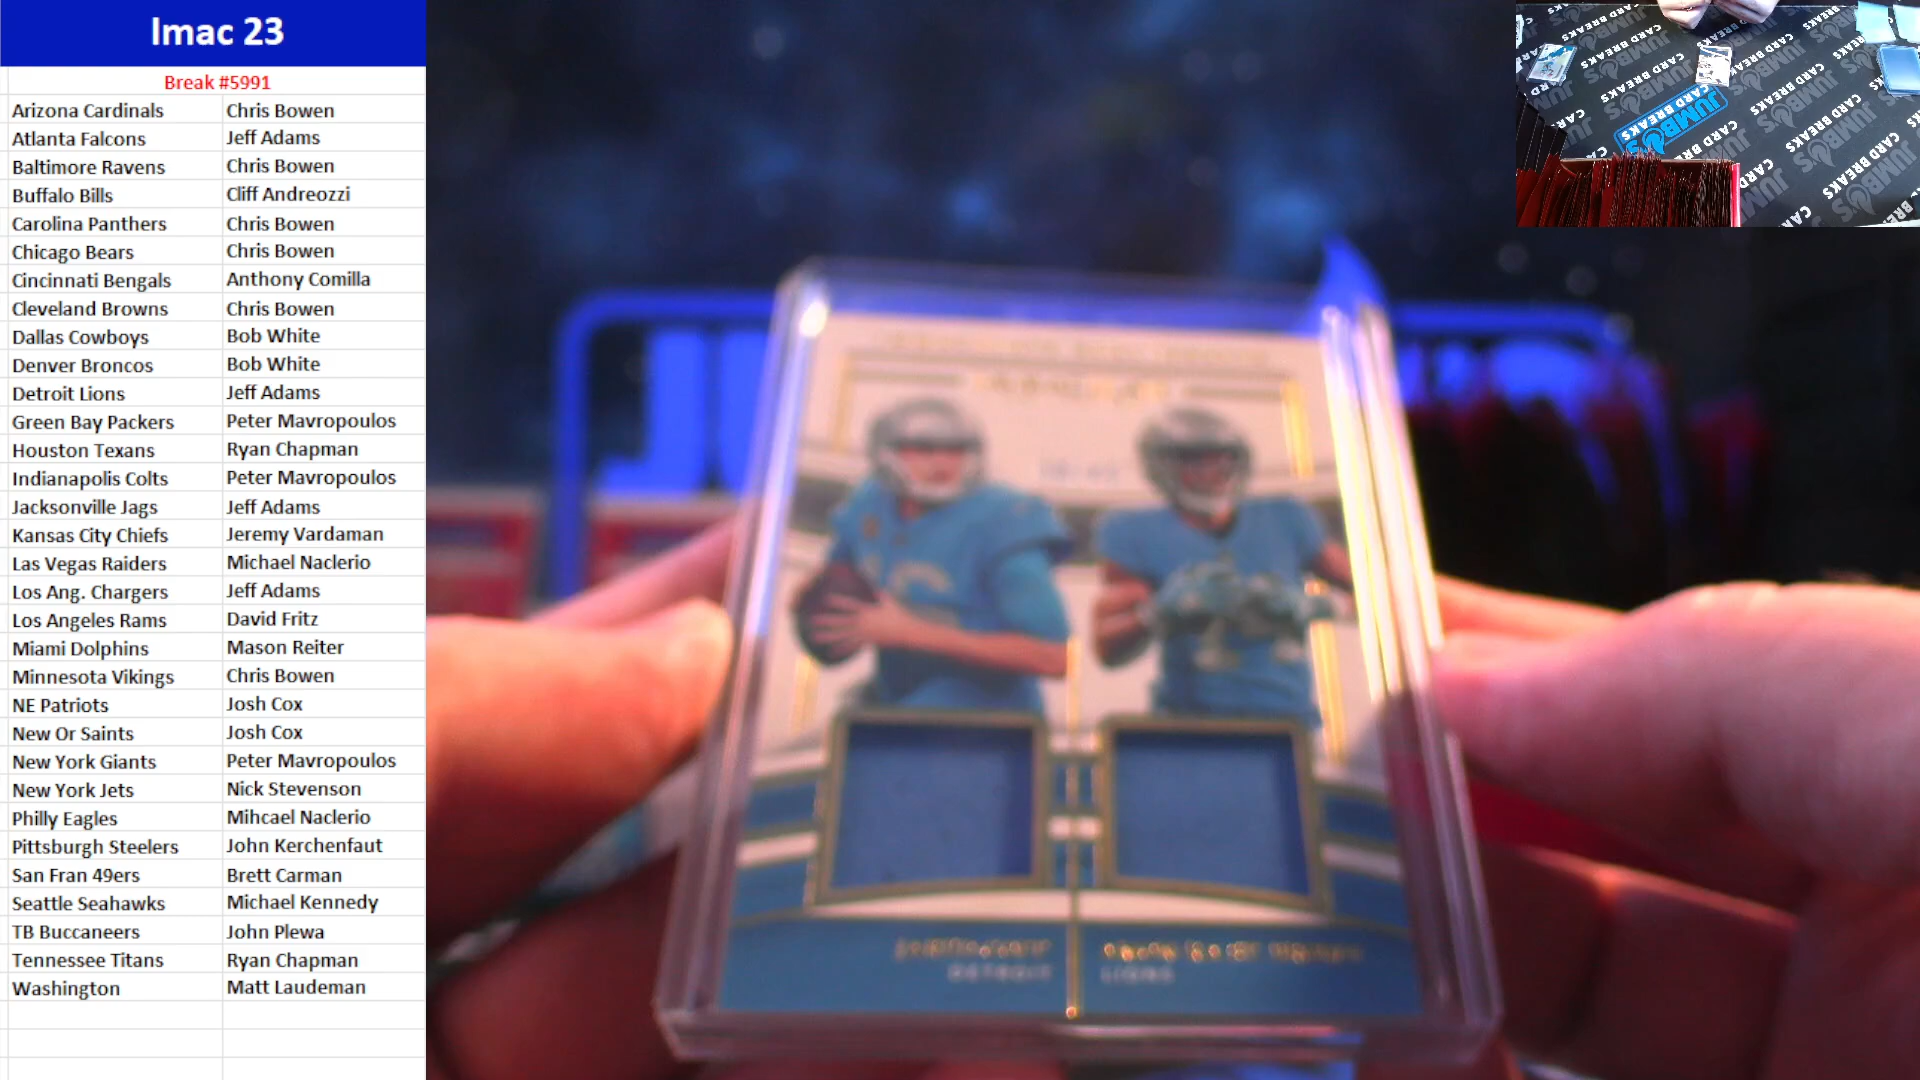 Imac 23
Break #5991
Arizona Cardinals Chris Bowen
Atlanta Falcons Jeff Adams
Baltimore Ravens Chris Bowen
Buffalo Bills Cliff Andreozzi
Carolina Panthers Chris Bowen
Chicago Bears Chris Bowen
Cincinnati Bengals Anthony Comilla
Cleveland Browns Chris Bowen
Dallas Cowboys Bob White
Denver Broncos Bob White
Detroit Lions Jeff Adams
Green Bay Packers Peter Mavropoulos
Houston Texans Ryan Chapman
Indianapolis Colts Peter Mavropoulos
Jacksonville Jags Jeff Adams
Kansas City Chiefs Jeremy Vardaman
Las Vegas Raiders Michael Naclerio
Los Ang. Chargers Jeff Adams
Los Angeles Rams David Fritz
Miami Dolphins Mason Reiter
Minnesota Vikings Chris Bowen
NE Patriots Josh Cox
New Or Saints Josh Cox
New York Giants Peter Mavropoulos
New York Jets Nick Stevenson
Philly Eagles Mihcael Naclerio
Pittsburgh Steelers John Kerchenfaut
San Fran 49ers Brett Carman
Seattle Seahawks Michael Kennedy
TB Buccaneers John Plewa
Tennessee Titans Ryan Chapman
Washington Matt Laudeman
DETROIT LIONS
JUMBO'S
CARD BREAKS